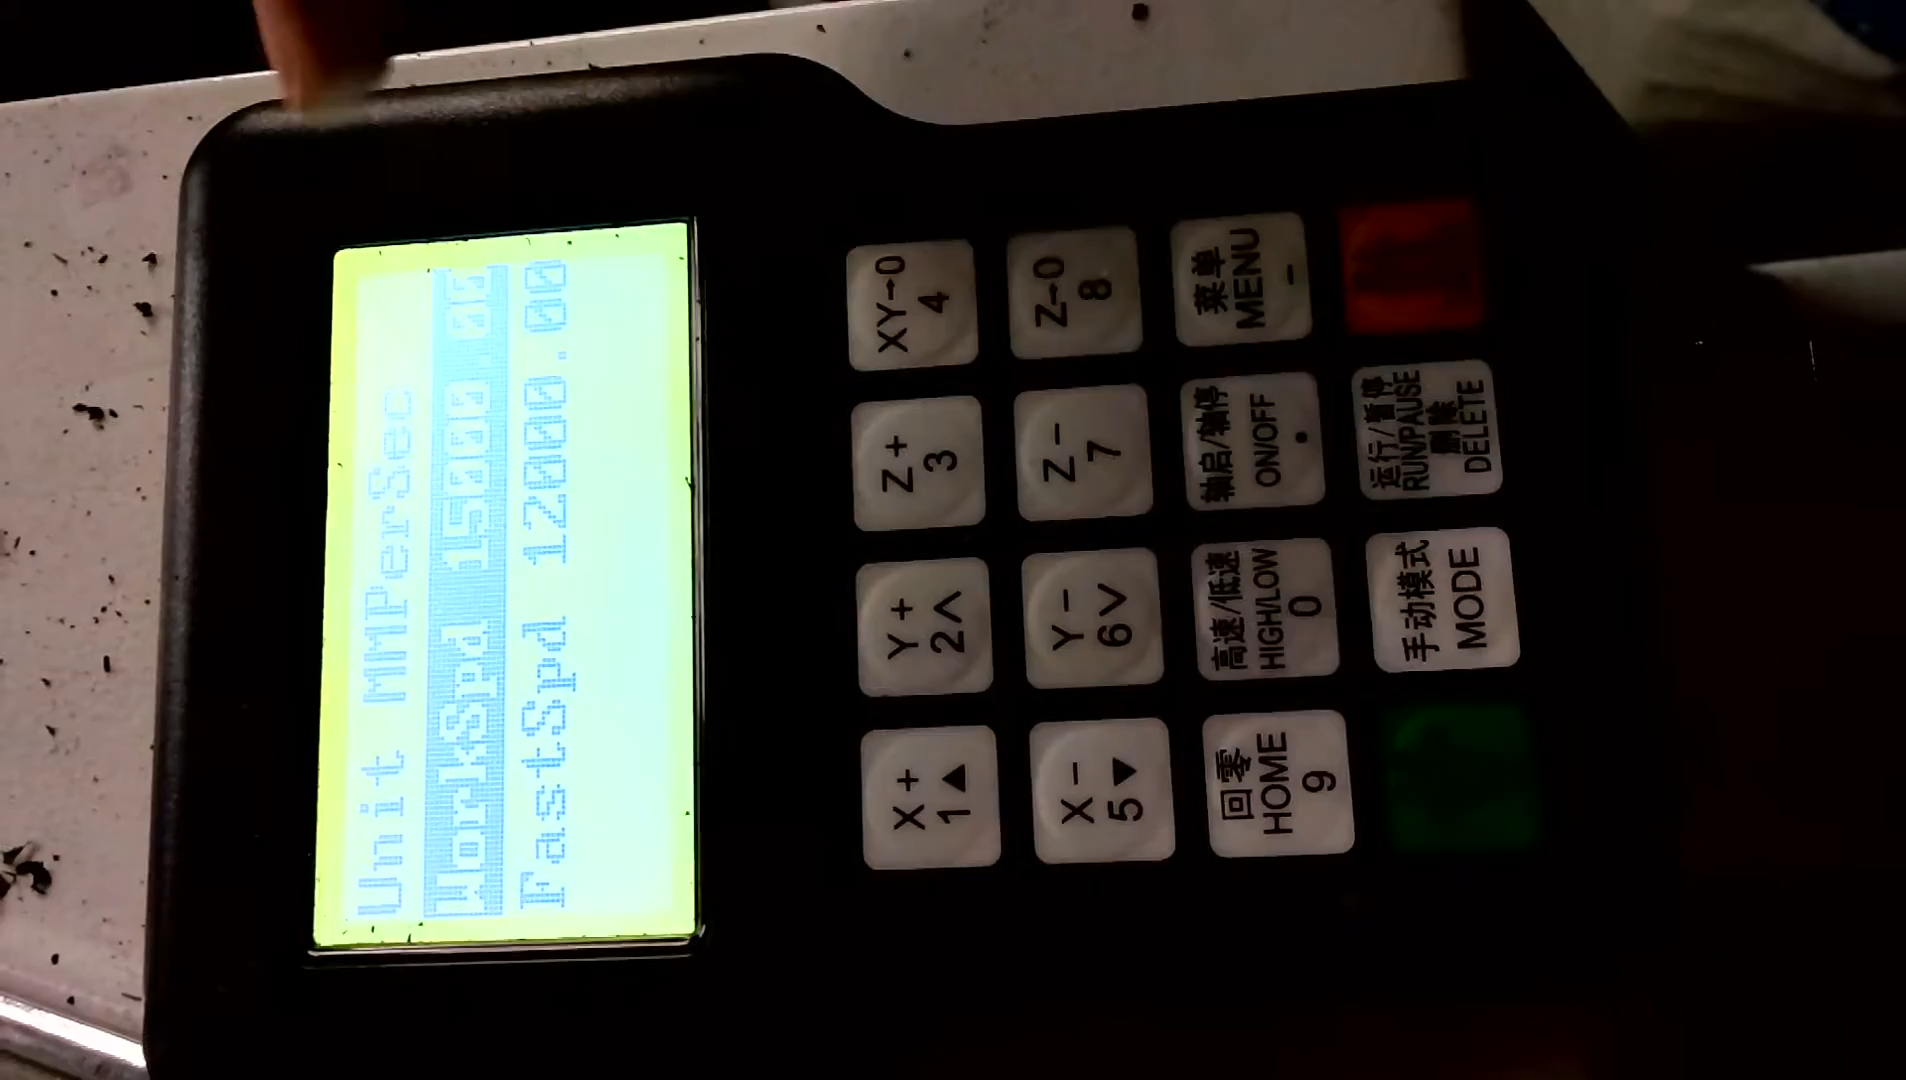 Unit MMPerSec
WorkSpd 15000.00
FastSpd 12000.00
X+
1▲
Y+
2∧
Z+
3
XY→0
4
X−
5▼
Y−
6∨
Z−
7
Z→0
8
回零
HOME
9
高速/低速
HIGH/LOW
0
轴启/轴停
ON/OFF
•
菜单
MENU
−
手动模式
MODE
运行/暂停
RUN/PAUSE
删除
DELETE